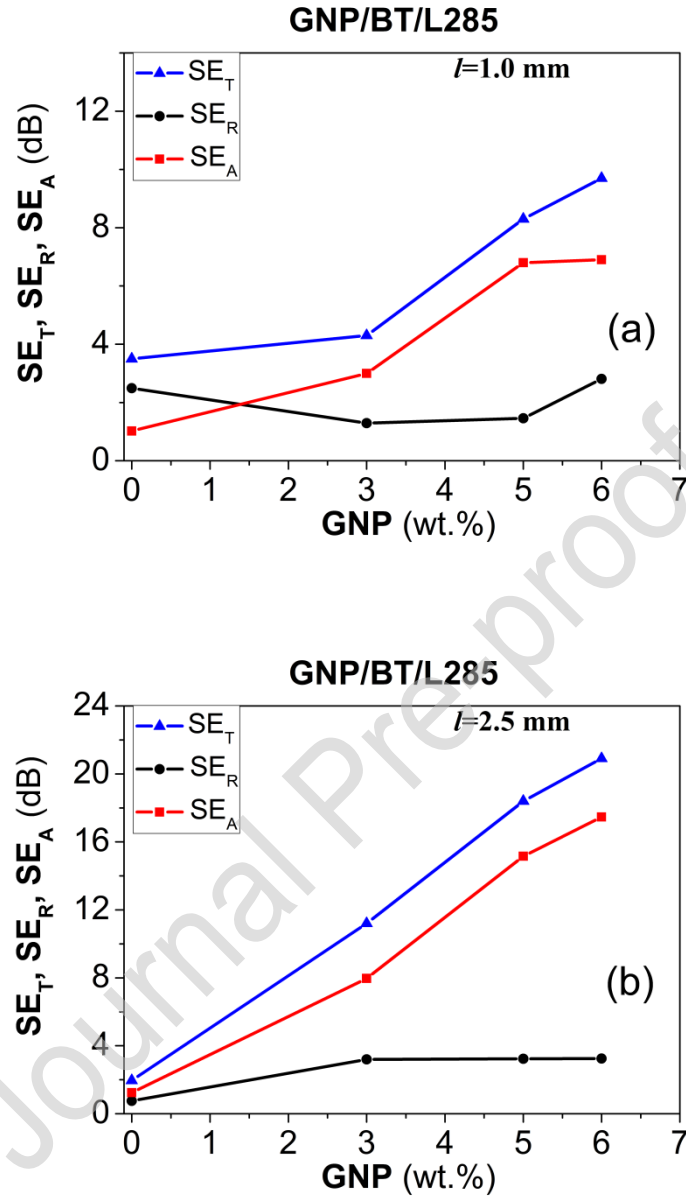 GNP/BT/L285
l=1.0 mm
SE_T
SE_R
SE_A
SE_T, SE_R, SE_A (dB)
12
8
4
0
(a)
0 1 2 3 4 5 6 7
GNP (wt.%)
GNP/BT/L285
l=2.5 mm
SE_T
SE_R
SE_A
SE_T, SE_R, SE_A (dB)
24
20
16
12
8
4
0
(b)
0 1 2 3 4 5 6 7
GNP (wt.%)
Journal Pre-proof